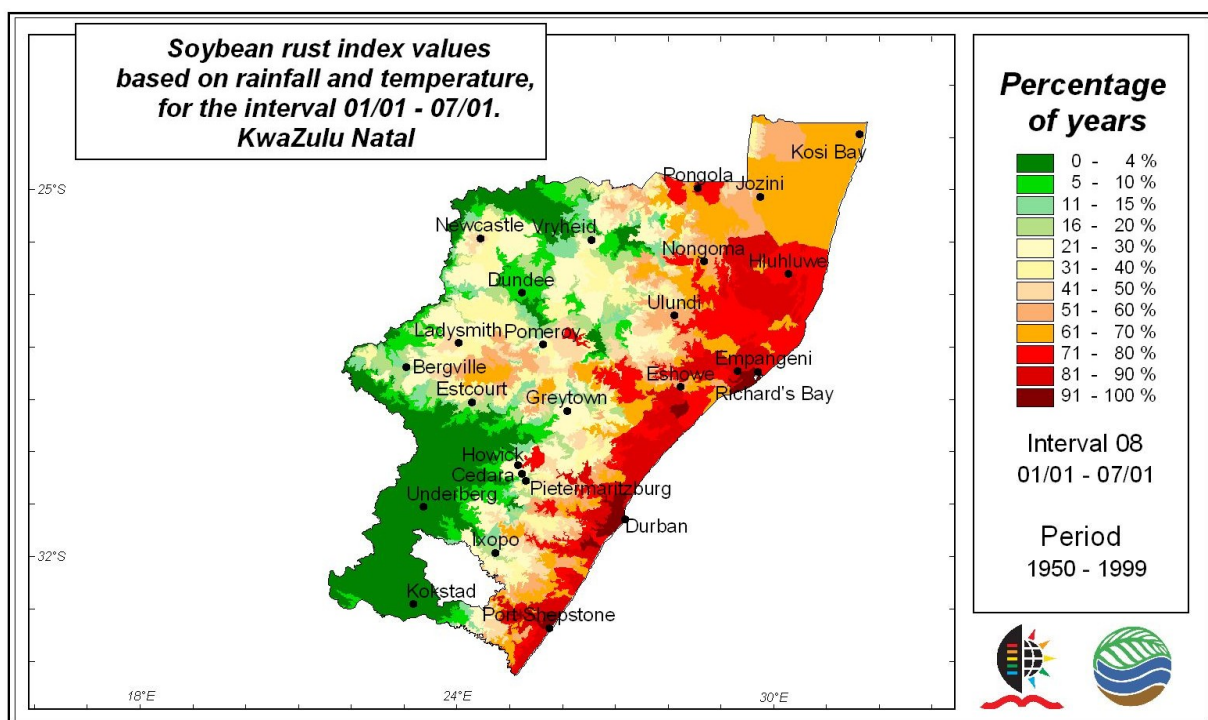 Soybean rust index values
based on rainfall and temperature,
for the interval 01/01 - 07/01.
KwaZulu Natal
Percentage
of years
0 - 4 %
5 - 10 %
11 - 15 %
16 - 20 %
21 - 30 %
31 - 40 %
41 - 50 %
51 - 60 %
61 - 70 %
71 - 80 %
81 - 90 %
91 - 100 %
Interval 08
01/01 - 07/01
Period
1950 - 1999
Kosi Bay
Pongola
Jozini
25°S
Newcastle
Vryheid
Nongoma
Hluhluwe
Dundee
Ulundi
Ladysmith
Pomeroy
Empangeni
Bergville
Eshowe
Estcourt
Richard's Bay
Greytown
Howick
Cedara
Pietermaritzburg
Underberg
Durban
Ixopo
32°S
Kokstad
Port Shepstone
18°E
24°E
30°E